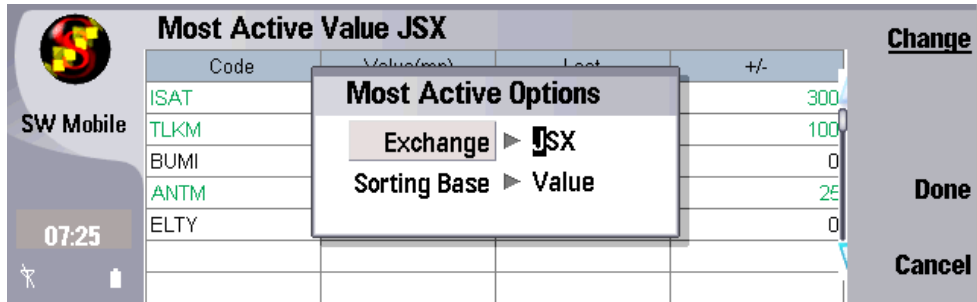 Most Active Value JSX
Change
Code
+/-
Most Active Options
ISAT
300
SW Mobile
TLKM
100
Exchange
JSX
BUMI
0
Sorting Base
Value
ANTM
25
Done
ELTY
0
07:25
Cancel